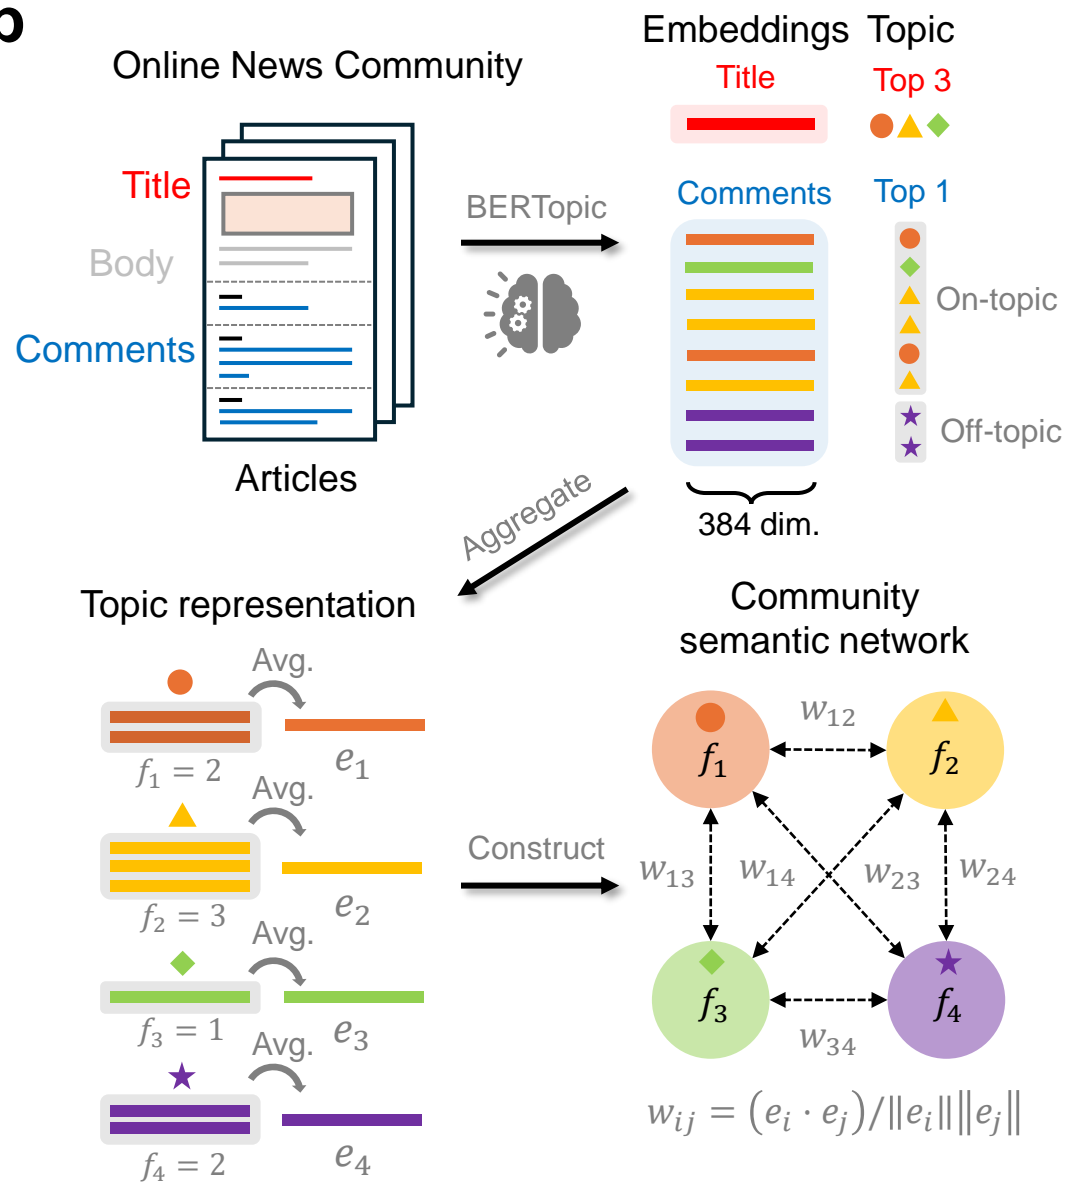 b
Online News Community
Title
Body
Comments
Articles
BERTopic
Embeddings Topic
Title Top 3
Comments Top 1
On-topic
Off-topic
384 dim.
Aggregate
Topic representation
Avg.
f₁ = 2
e₁
Avg.
f₂ = 3
e₂
Avg.
f₃ = 1
e₃
Avg.
f₄ = 2
e₄
Construct
Community
semantic network
f₁ w₁₂ f₂
w₁₃ w₁₄ w₂₃ w₂₄
f₃ w₃₄ f₄
wᵢⱼ = (eᵢ · eⱼ)/‖eᵢ‖‖eⱼ‖